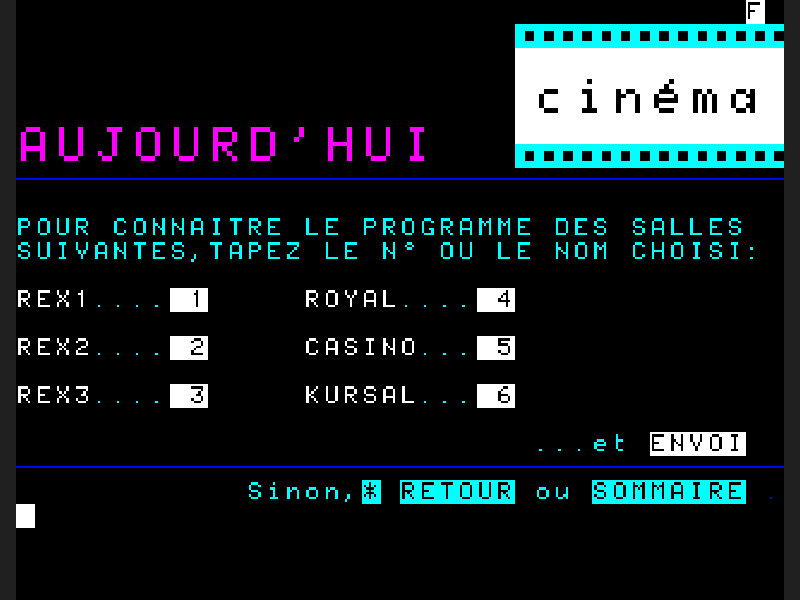 F
cinéma
AUJOURD'HUI
POUR CONNAITRE LE PROGRAMME DES SALLES
SUIVANTES,TAPEZ LE N° OU LE NOM CHOISI:
REX1.... 1 ROYAL.... 4
REX2.... 2 CASINO... 5
REX3.... 3 KURSAL... 6
...et ENVOI
Sinon,* RETOUR ou SOMMAIRE .